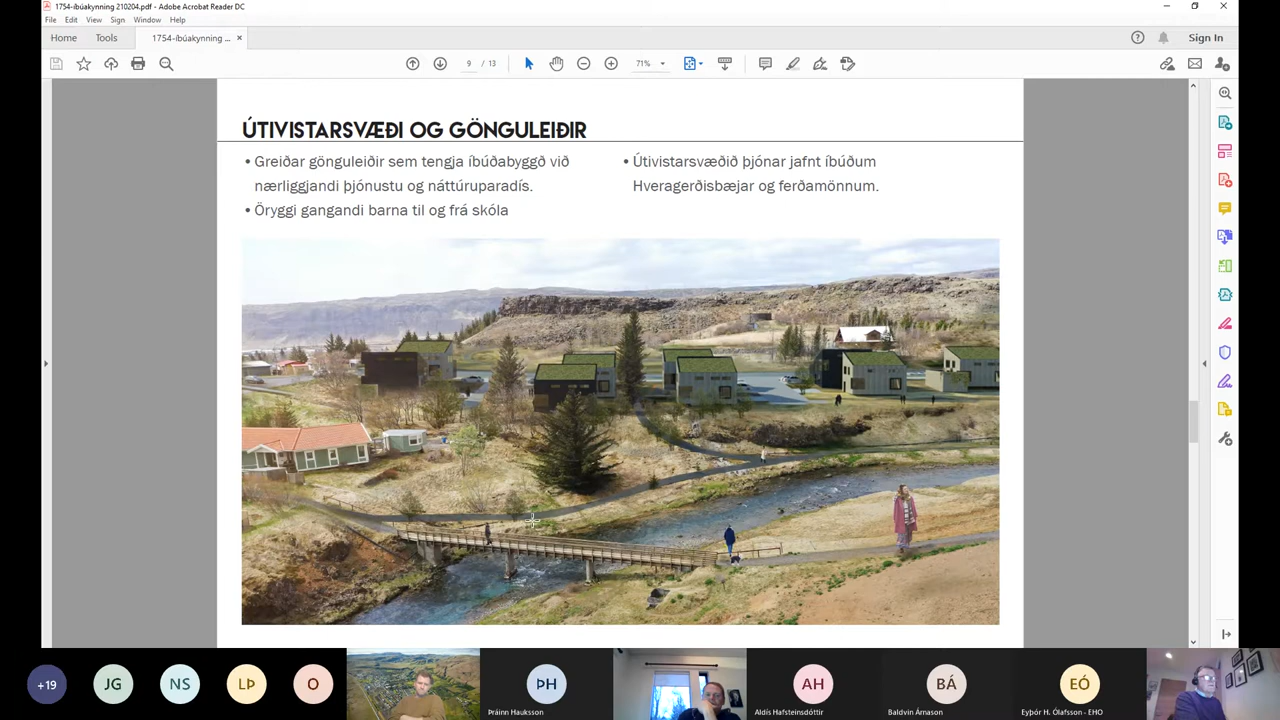 1754-íbúakynning 210204.pdf - Adobe Acrobat Reader DC
File Edit View Sign Window Help
Home Tools 1754-íbúakynning ... × Sign In
9 / 13 71%
ÚTIVISTARSVÆÐI OG GÖNGULEIÐIR
• Greiðar gönguleiðir sem tengja íbúðabyggð við
nærliggjandi þjónustu og náttúruparadís.
• Öryggi gangandi barna til og frá skóla
• Útivistarsvæðið þjónar jafnt íbúðum
Hveragerðisbæjar og ferðamönnum.
+19 JG NS LÞ O ÞH AH BÁ EÓ
Þráinn Hauksson Aldís Hafsteinsdóttir Baldvin Árnason Eyþór H. Ólafsson - EHO